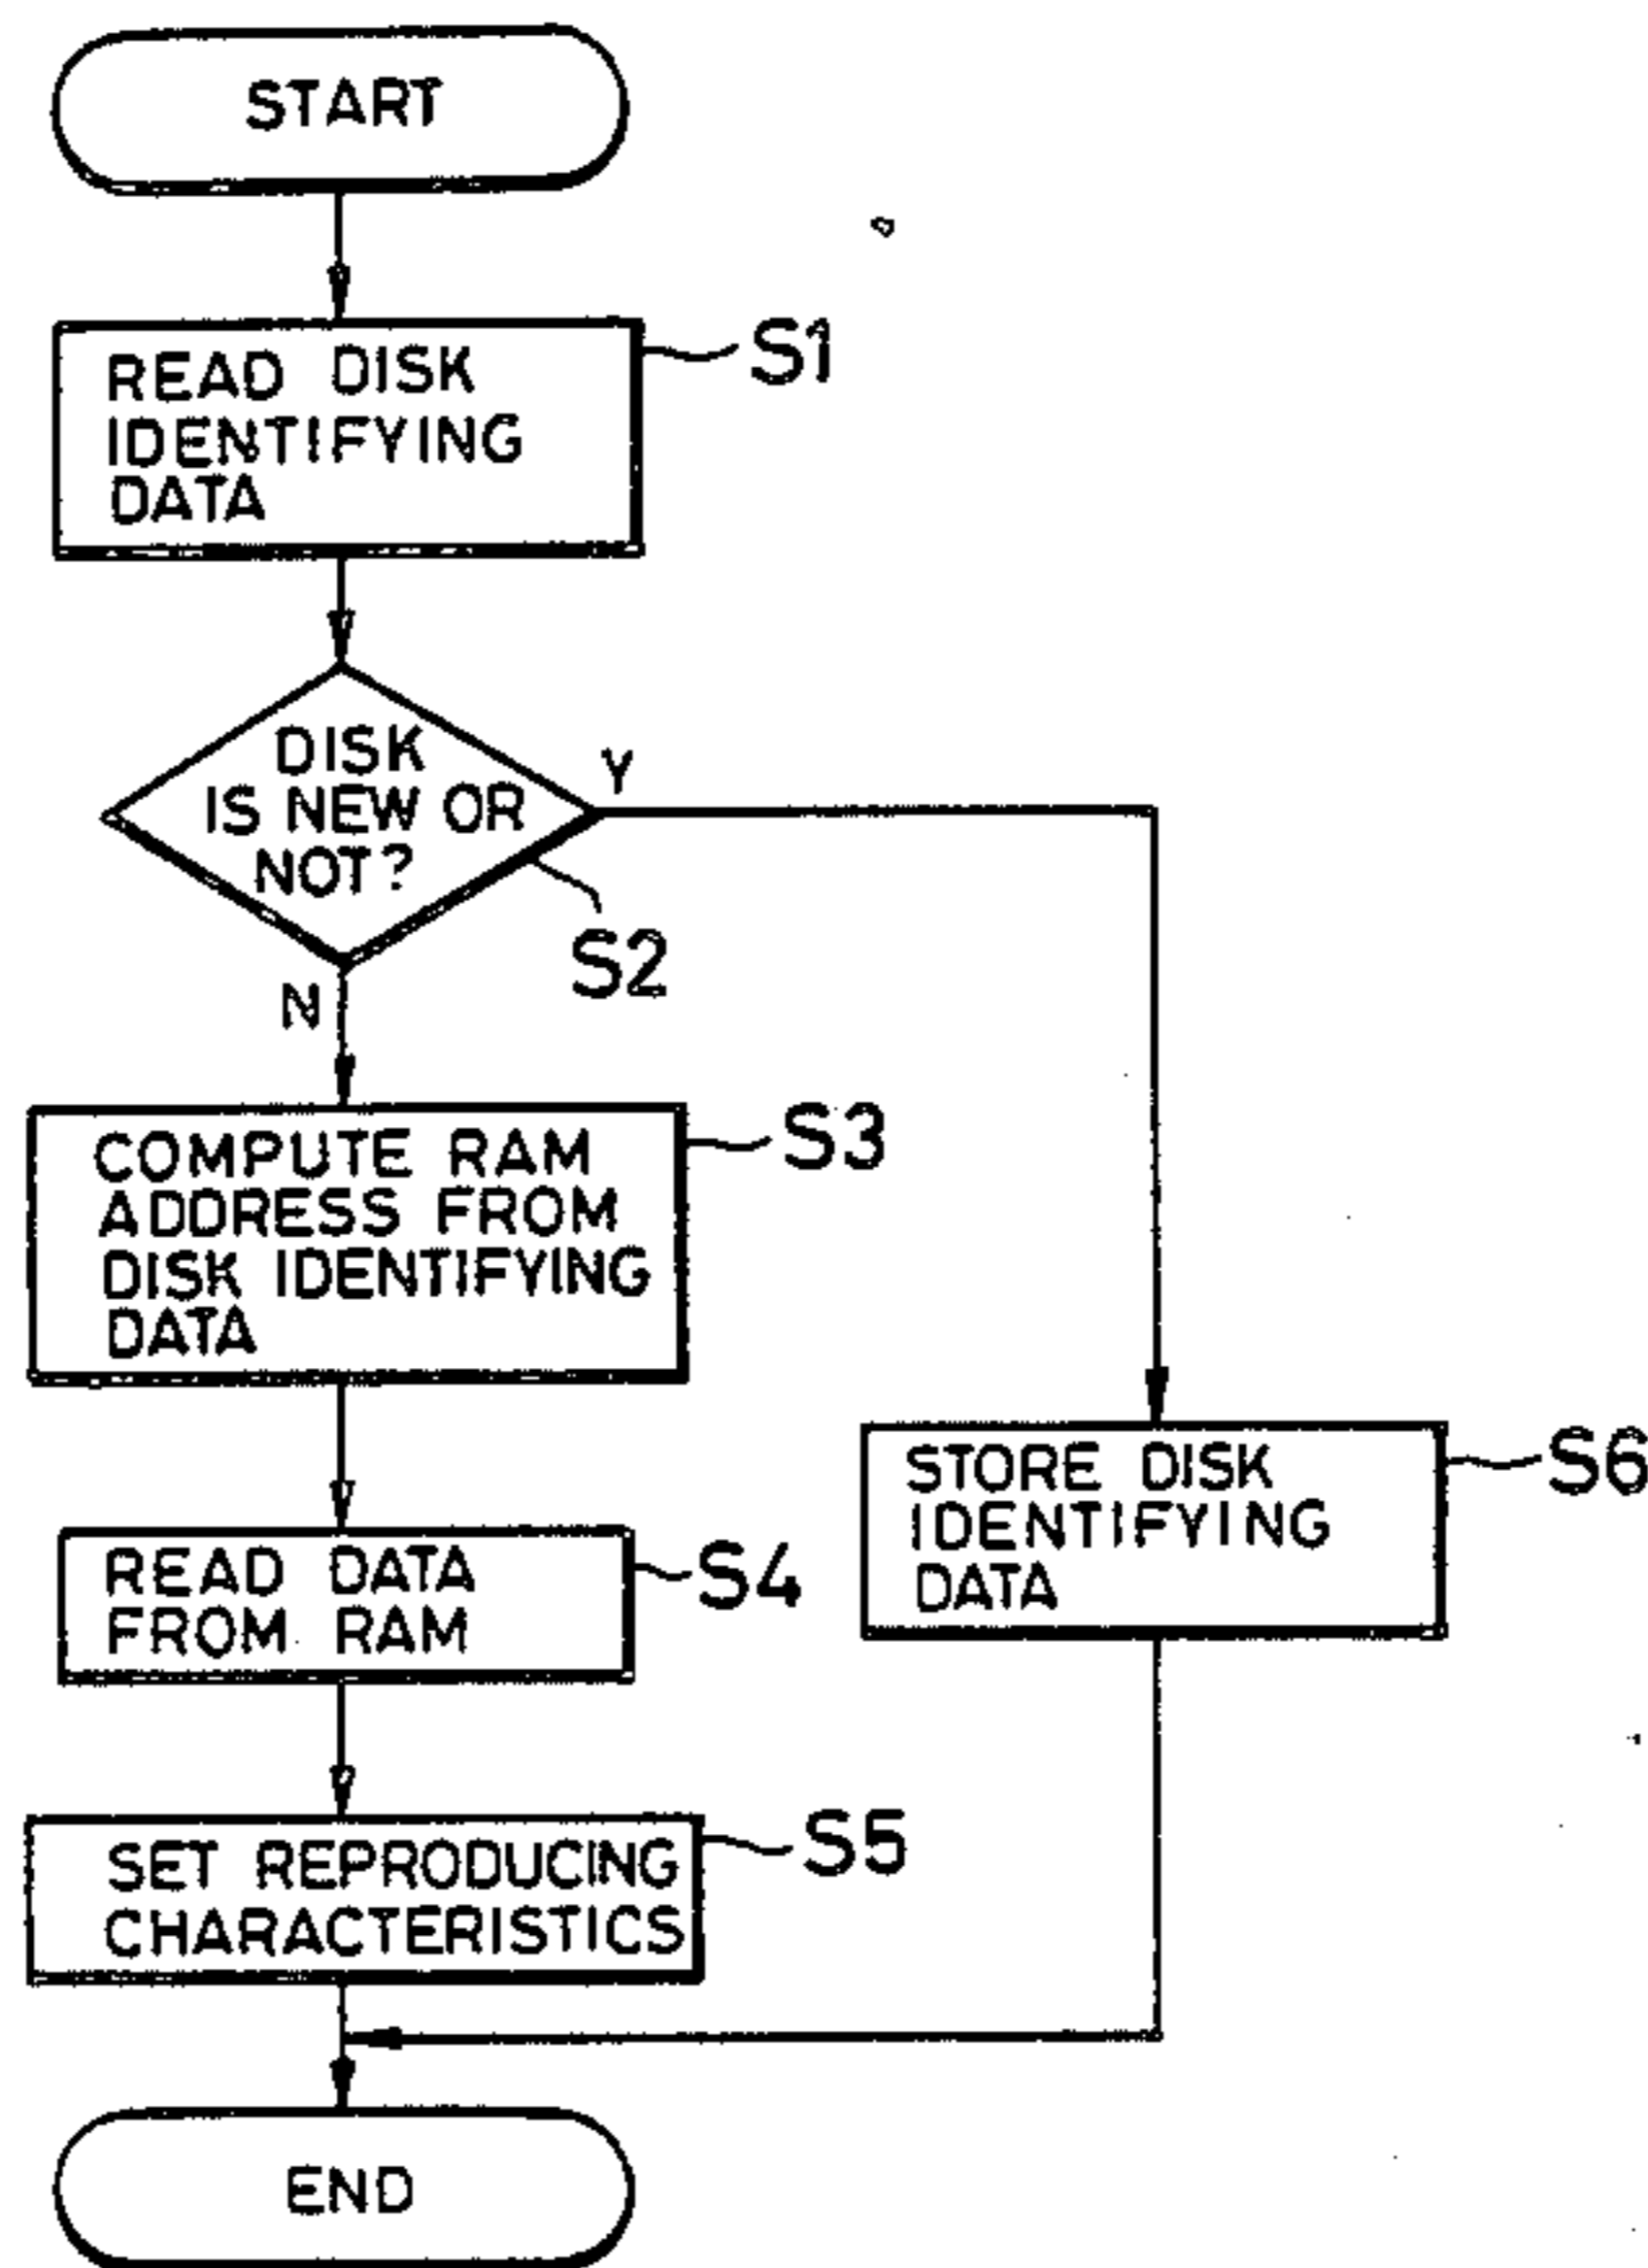 START
READ DISK
IDENTIFYING
DATA
S1
DISK
IS NEW OR
NOT?
Y
S2
N
COMPUTE RAM
ADDRESS FROM
DISK IDENTIFYING
DATA
S3
READ DATA
FROM RAM
S4
STORE DISK
IDENTIFYING
DATA
S6
SET REPRODUCING
CHARACTERISTICS
S5
END